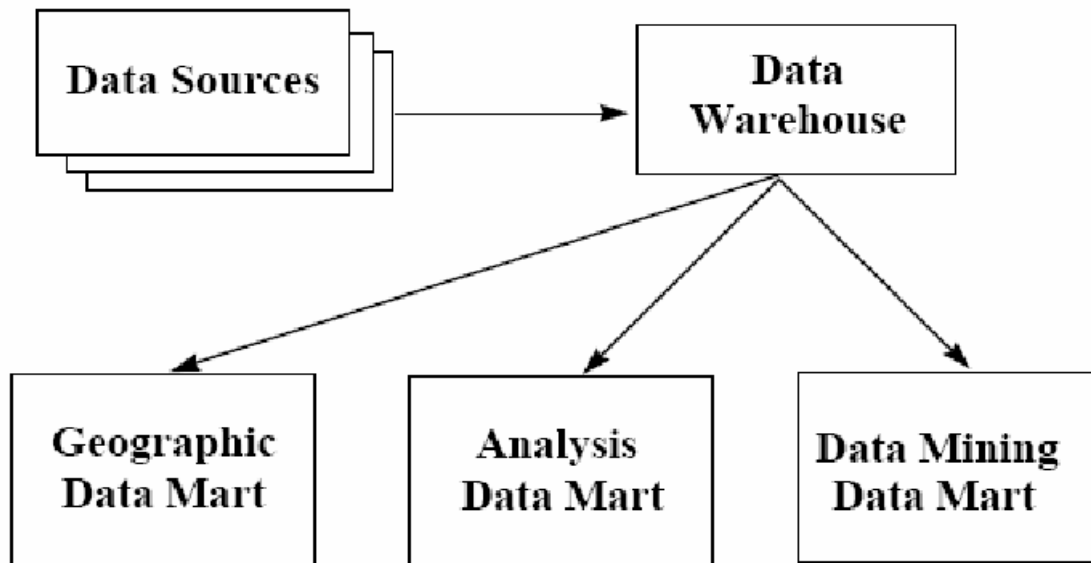 Data Sources
Data
Warehouse
Geographic
Data Mart
Analysis
Data Mart
Data Mining
Data Mart